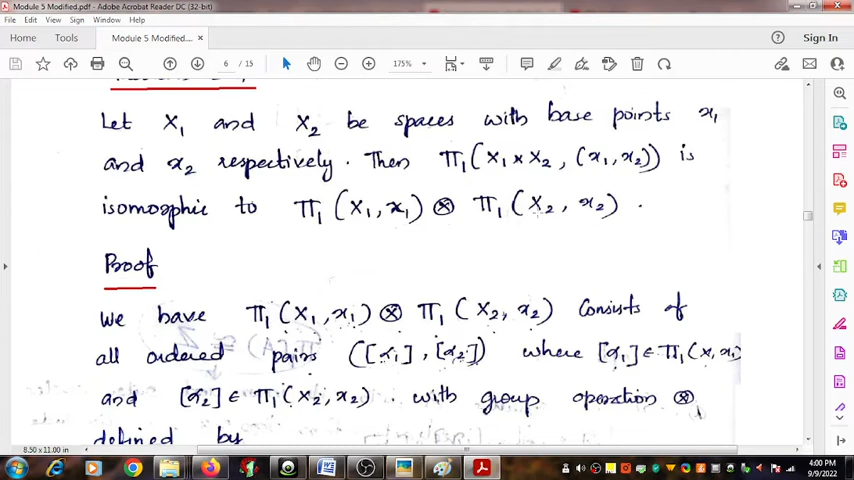 Module 5 Modified.pdf - Adobe Acrobat Reader DC (32-bit)
File Edit View Sign Window Help
Home Tools Module 5 Modified.... × Sign In
6 / 15 175%
Let X₁ and X₂ be spaces with base points x₁
and x₂ respectively. Then Π₁(X₁×X₂, (x₁,x₂)) is
isomorphic to Π₁(X₁,x₁) ⊗ Π₁(X₂,x₂).
Proof
We have Π₁(X₁,x₁) ⊗ Π₁(X₂,x₂) consists of
all ordered pairs ([α₁],[α₂]) where [α₁] ∈ Π₁(X,x₁)
and [α₂] ∈ Π₁(X₂,x₂). with group operation ⊗
defined by
8.50 x 11.00 in
4:00 PM
9/9/2022